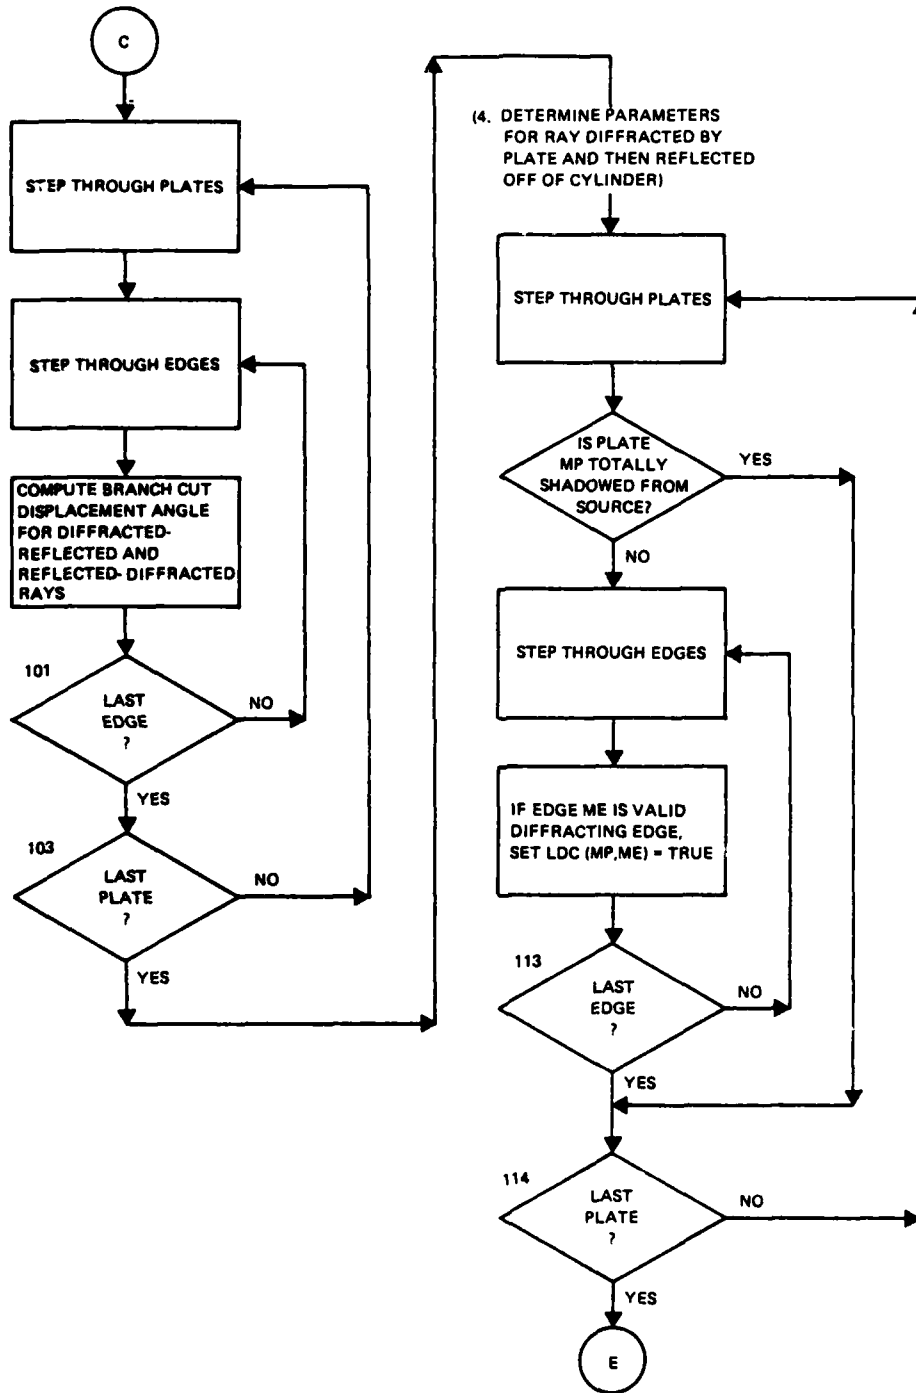 C
STEP THROUGH PLATES
STEP THROUGH EDGES
COMPUTE BRANCH CUT
DISPLACEMENT ANGLE
FOR DIFFRACTED-
REFLECTED AND
REFLECTED-DIFFRACTED
RAYS
101
LAST
EDGE
?
NO
YES
103
LAST
PLATE
?
NO
YES
(4. DETERMINE PARAMETERS
FOR RAY DIFFRACTED BY
PLATE AND THEN REFLECTED
OFF OF CYLINDER)
STEP THROUGH PLATES
IS PLATE
MP TOTALLY
SHADOWED FROM
SOURCE?
YES
NO
STEP THROUGH EDGES
IF EDGE ME IS VALID
DIFFRACTING EDGE,
SET LDC (MP,ME) = TRUE
113
LAST
EDGE
?
NO
YES
114
LAST
PLATE
?
NO
YES
E